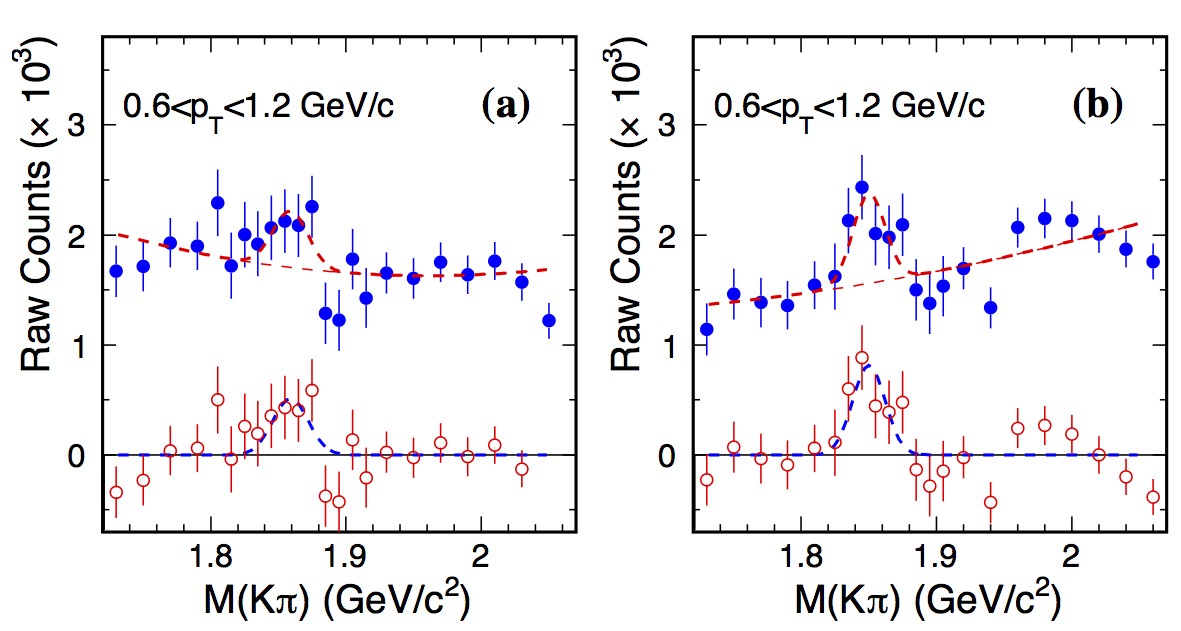 0.6<pT<1.2 GeV/c (a)
Raw Counts (× 10³)
3
2
1
0
1.8 1.9 2
M(Kπ) (GeV/c²)
0.6<pT<1.2 GeV/c (b)
Raw Counts (× 10³)
3
2
1
0
1.8 1.9 2
M(Kπ) (GeV/c²)